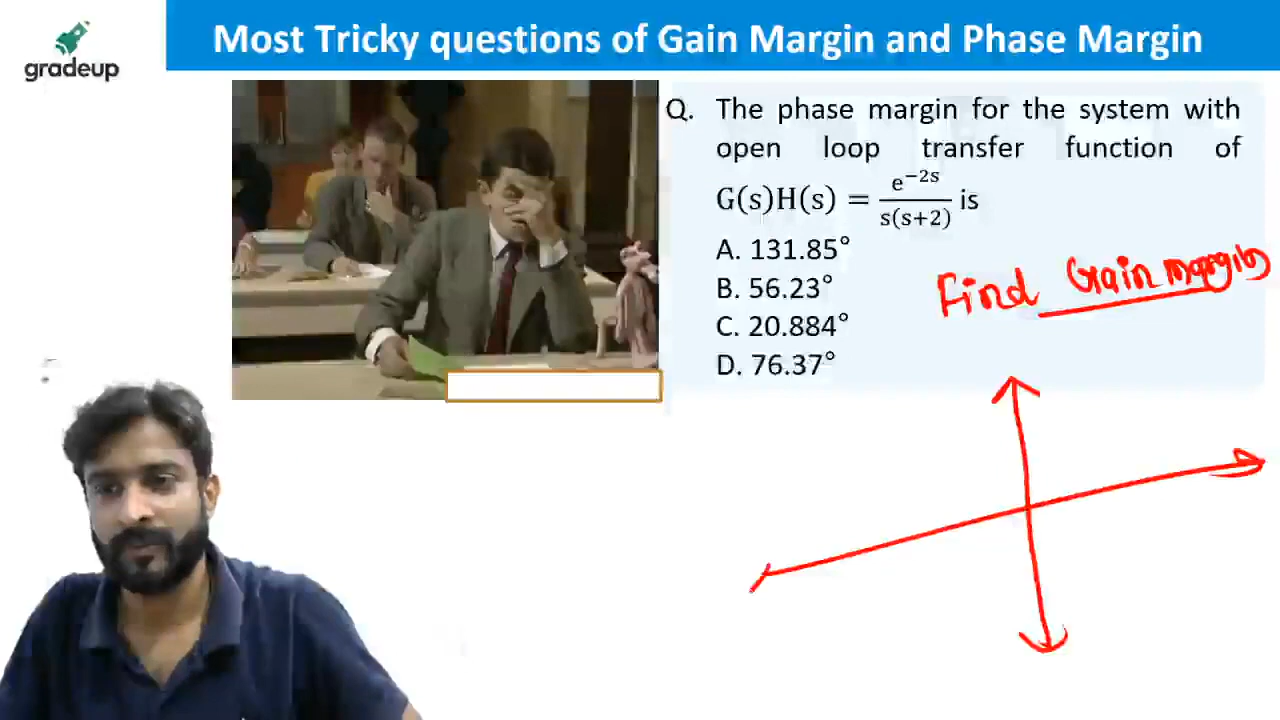 gradeup
Most Tricky questions of Gain Margin and Phase Margin
Q. The phase margin for the system with
open loop transfer function of
G(s)H(s) = e⁻²ˢ/s(s+2) is
A. 131.85°
B. 56.23°
C. 20.884°
D. 76.37°
Find Gain margin